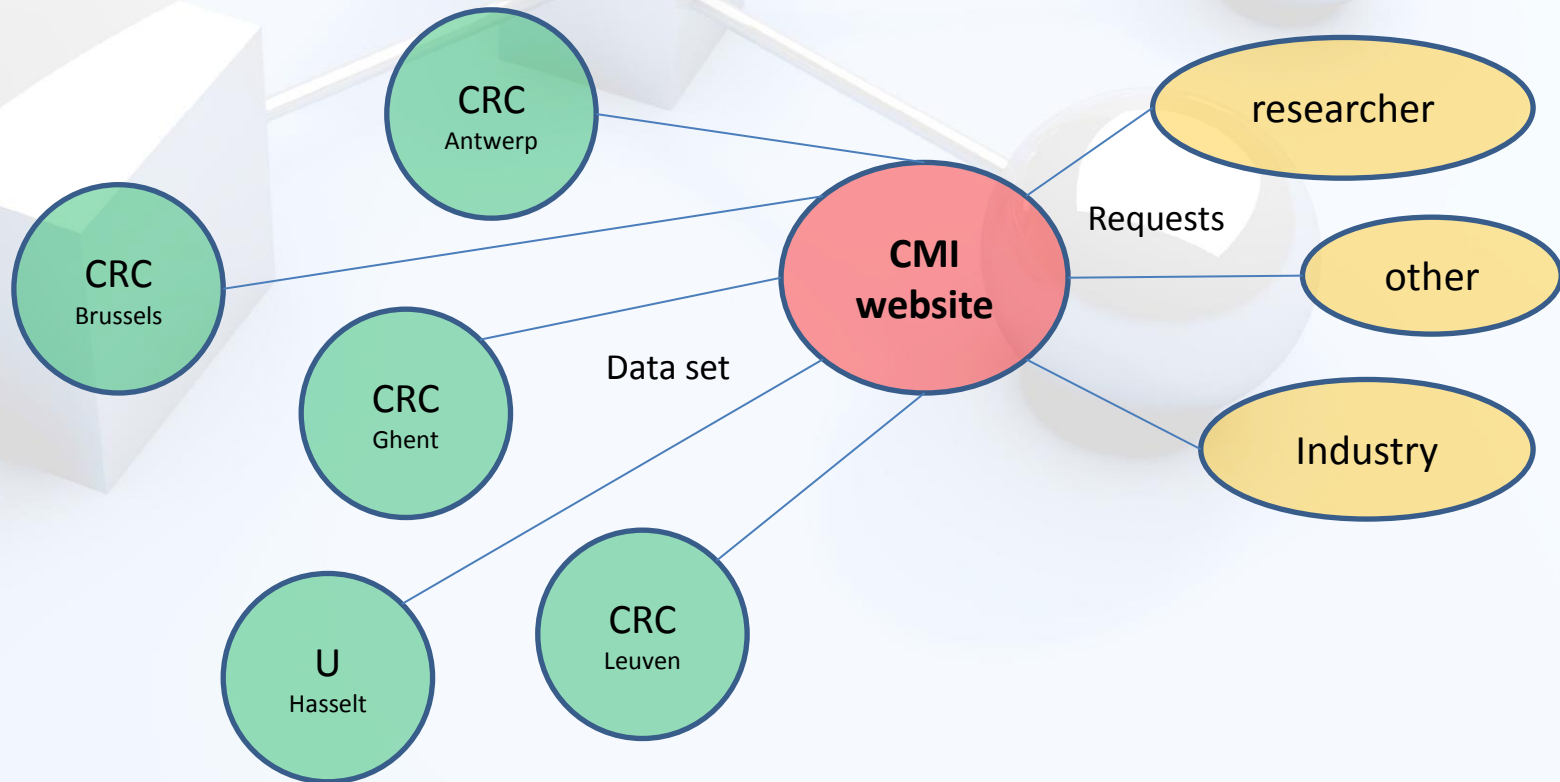 CRC
Antwerp
CRC
Brussels
CRC
Ghent
U
Hasselt
CRC
Leuven
Data set
CMI
website
Requests
researcher
other
Industry